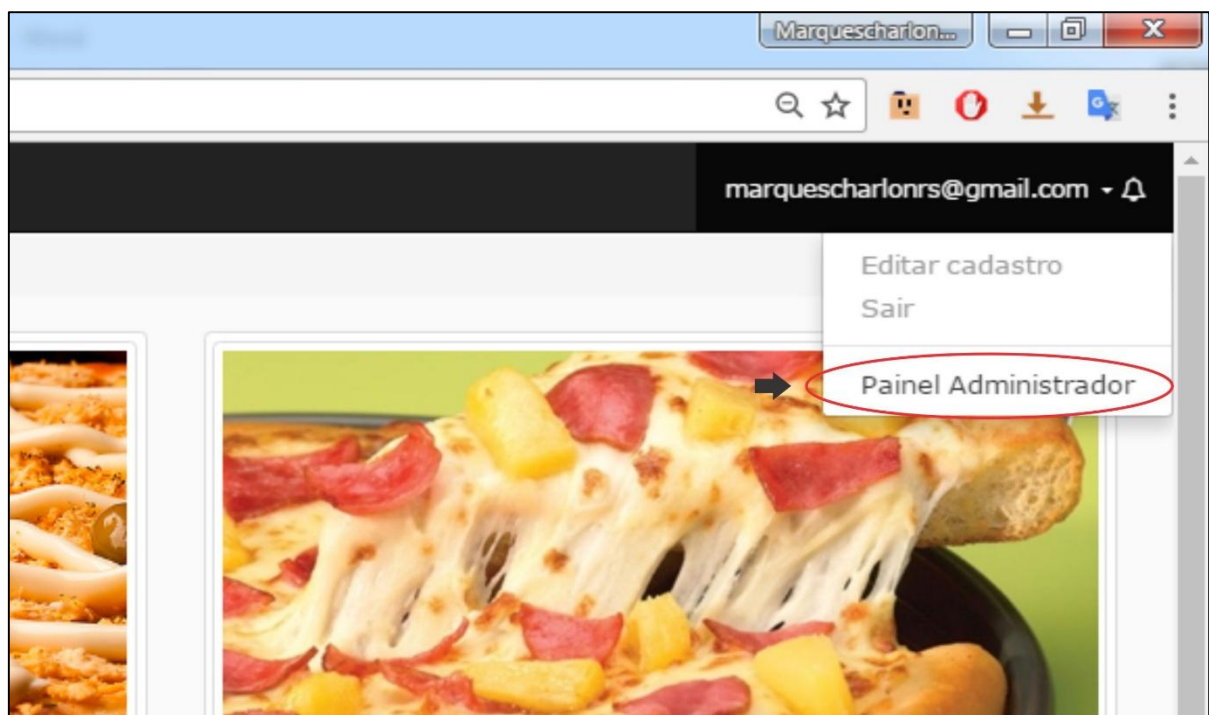 Marquescharlon...
marquescharlonrs@gmail.com
Editar cadastro
Sair
Painel Administrador